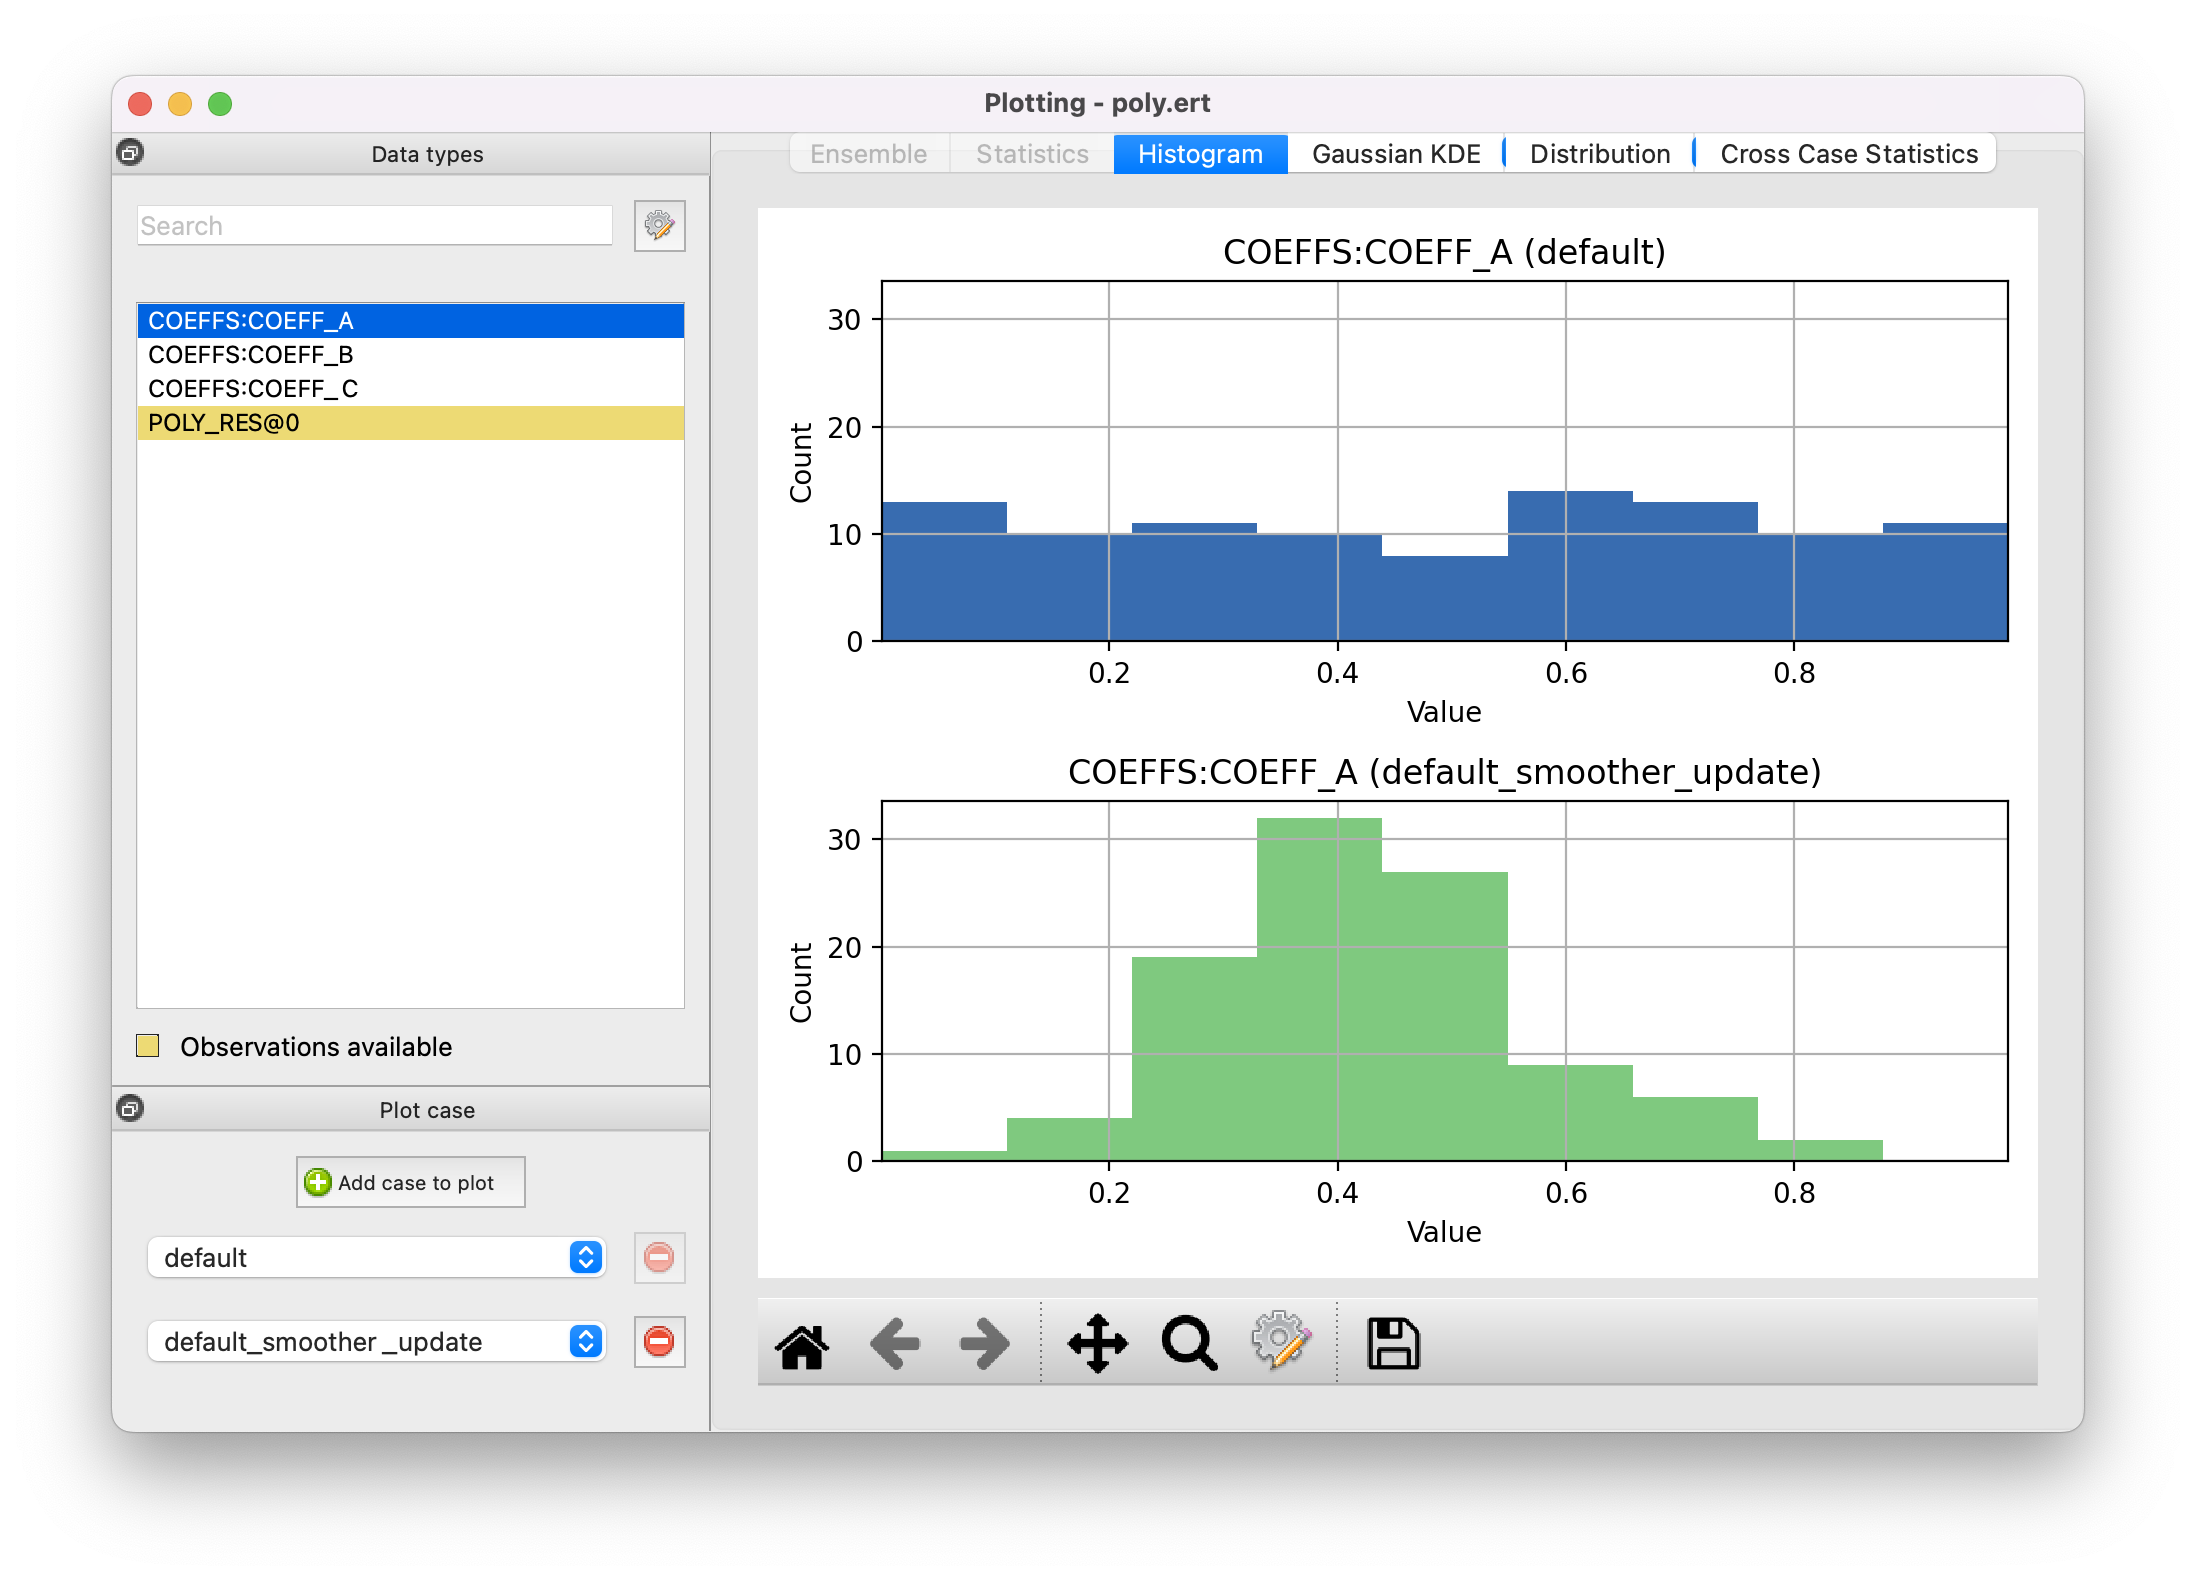 Plotting - poly.ert
Data types
Search
COEFFS:COEFF_A
COEFFS:COEFF_B
COEFFS:COEFF_C
POLY_RES@0
Observations available
Plot case
Add case to plot
default
default_smoother_update
Ensemble Statistics Histogram Gaussian KDE Distribution Cross Case Statistics
COEFFS:COEFF_A (default)
30
20
10
0
Count
0.2 0.4 0.6 0.8
Value
COEFFS:COEFF_A (default_smoother_update)
30
20
10
0
Count
0.2 0.4 0.6 0.8
Value